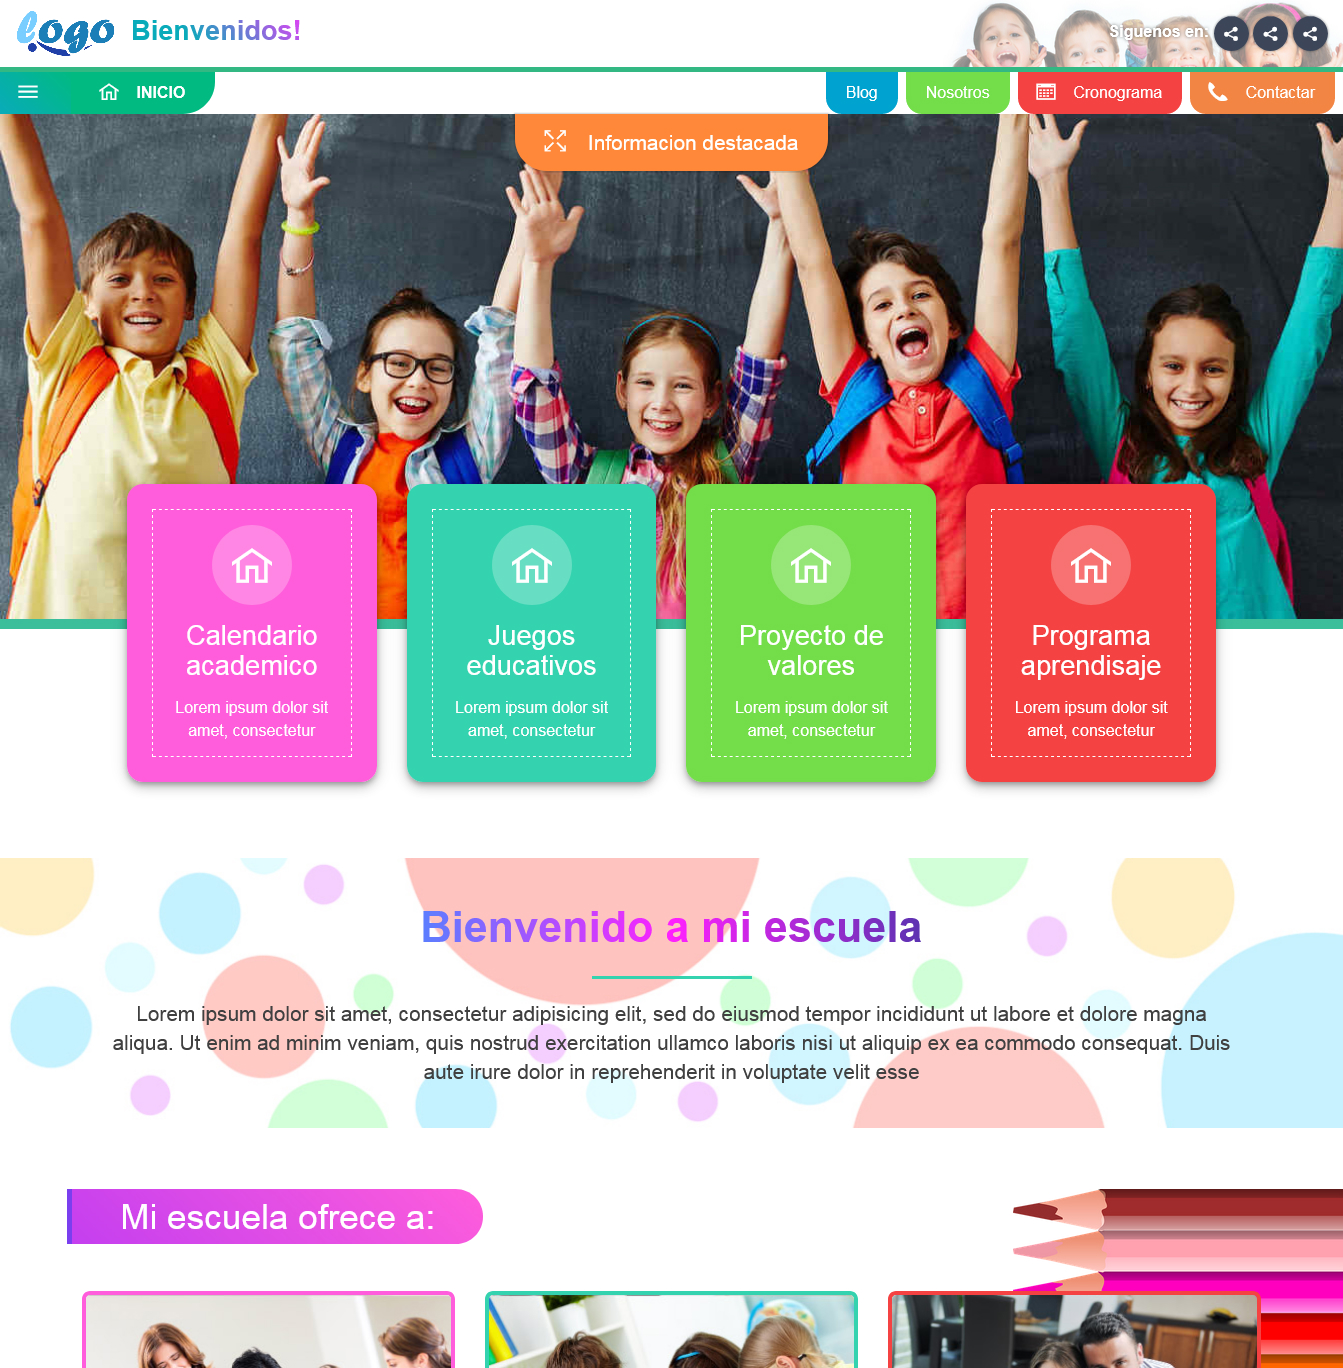 logo
Bienvenidos!
Siguenos en:
INICIO
Blog
Nosotros
Cronograma
Contactar
Informacion destacada
Calendario
academico
Lorem ipsum dolor sit
amet, consectetur
Juegos
educativos
Lorem ipsum dolor sit
amet, consectetur
Proyecto de
valores
Lorem ipsum dolor sit
amet, consectetur
Programa
aprendisaje
Lorem ipsum dolor sit
amet, consectetur
Bienvenido a mi escuela
Lorem ipsum dolor sit amet, consectetur adipisicing elit, sed do eiusmod tempor incididunt ut labore et dolore magna
aliqua. Ut enim ad minim veniam, quis nostrud exercitation ullamco laboris nisi ut aliquip ex ea commodo consequat. Duis
aute irure dolor in reprehenderit in voluptate velit esse
Mi escuela ofrece a: